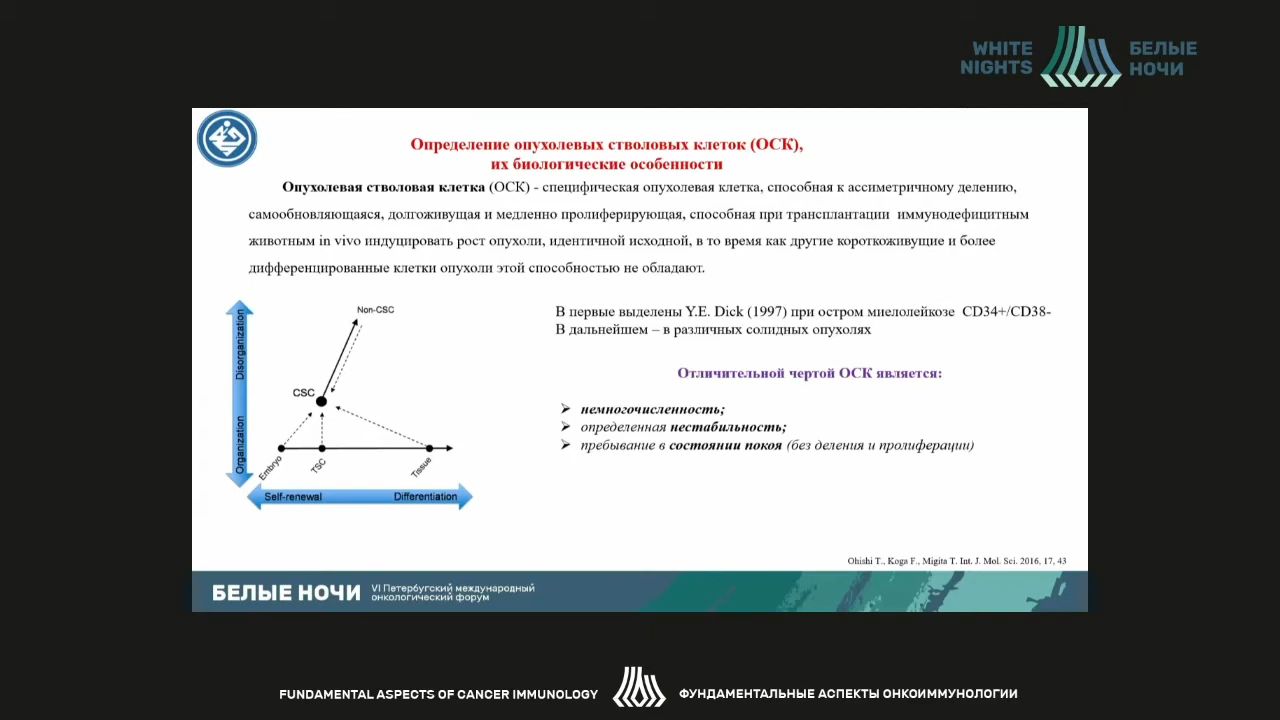 WHITE
NIGHTS
БЕЛЫЕ
НОЧИ
Определение опухолевых стволовых клеток (ОСК),
их биологические особенности
Опухолевая стволовая клетка (ОСК) - специфическая опухолевая клетка, способная к ассиметричному делению,
самообновляющаяся, долгоживущая и медленно пролиферирующая, способная при трансплантации иммунодефицитным
животным in vivo индуцировать рост опухоли, идентичной исходной, в то время как другие короткоживущие и более
дифференцированные клетки опухоли этой способностью не обладают.
Disorganization
Organization
Non-CSC
CSC
Embryo
TSC
Tissue
Self-renewal
Differentiation
В первые выделены Y.E. Dick (1997) при остром миелолейкозе CD34+/CD38-
В дальнейшем – в различных солидных опухолях
Отличительной чертой ОСК является:
немногочисленность;
определенная нестабильность;
пребывание в состоянии покоя (без деления и пролиферации)
Ohishi T., Koga F., Migita T. Int. J. Mol. Sci. 2016, 17, 43
БЕЛЫЕ НОЧИ
VI Петербугский международный
онкологический форум
FUNDAMENTAL ASPECTS OF CANCER IMMUNOLOGY
ФУНДАМЕНТАЛЬНЫЕ АСПЕКТЫ ОНКОИММУНОЛОГИИ